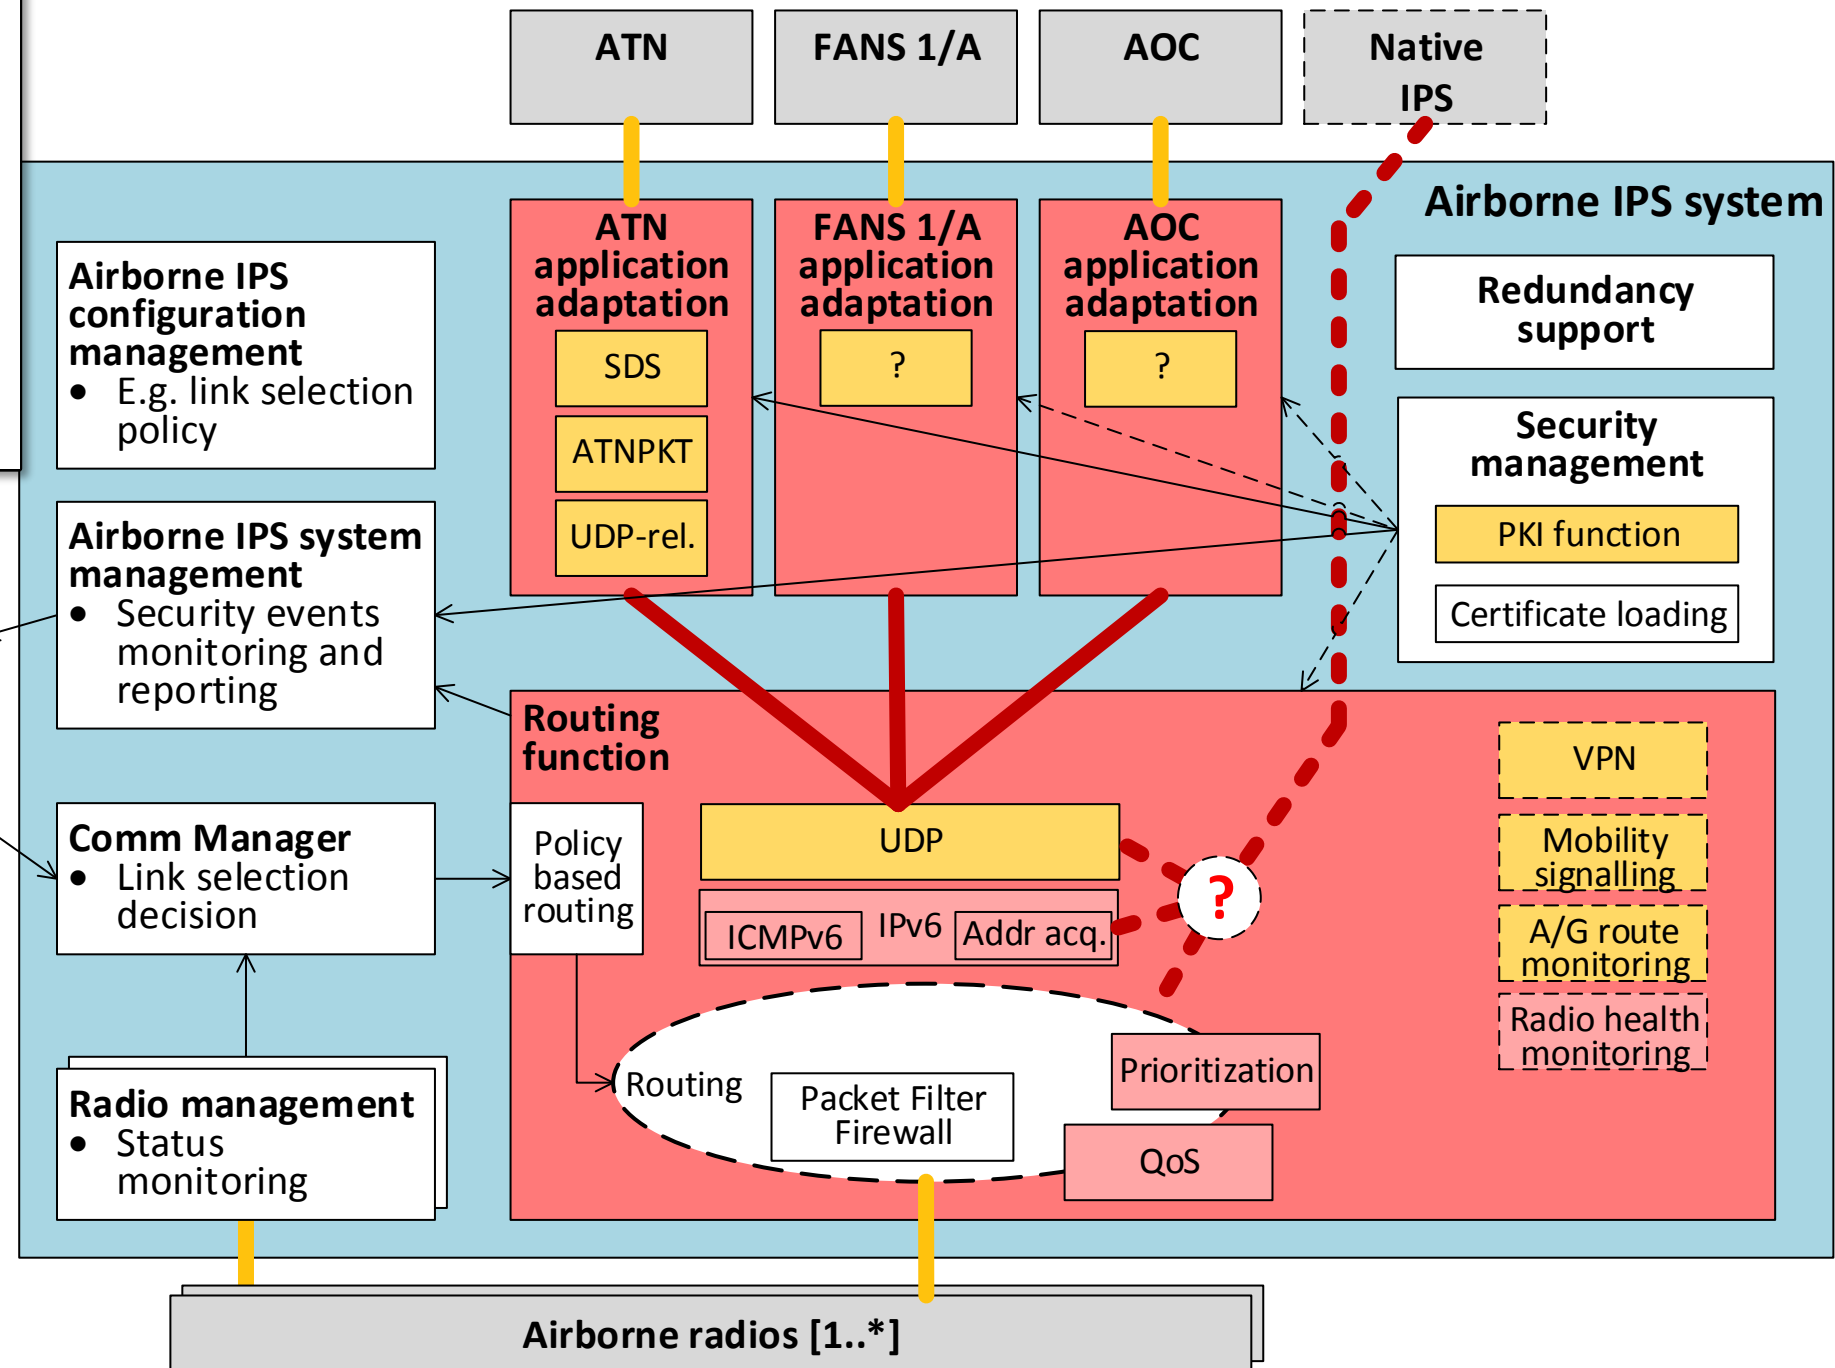 ATN
FANS 1/A
AOC
Native
IPS
Airborne IPS system
Airborne IPS
configuration
management
• E.g. link selection
policy
ATN
application
adaptation
SDS
ATNPKT
UDP-rel.
FANS 1/A
application
adaptation
?
AOC
application
adaptation
?
Redundancy
support
Security
management
PKI function
Certificate loading
Airborne IPS system
management
• Security events
monitoring and
reporting
Routing
function
Comm Manager
• Link selection
decision
Policy
based
routing
UDP
ICMPv6
IPv6
Addr acq.
?
VPN
Mobility
signalling
A/G route
monitoring
Radio health
monitoring
Radio management
• Status
monitoring
Routing
Packet Filter
Firewall
Prioritization
QoS
Airborne radios [1..*]